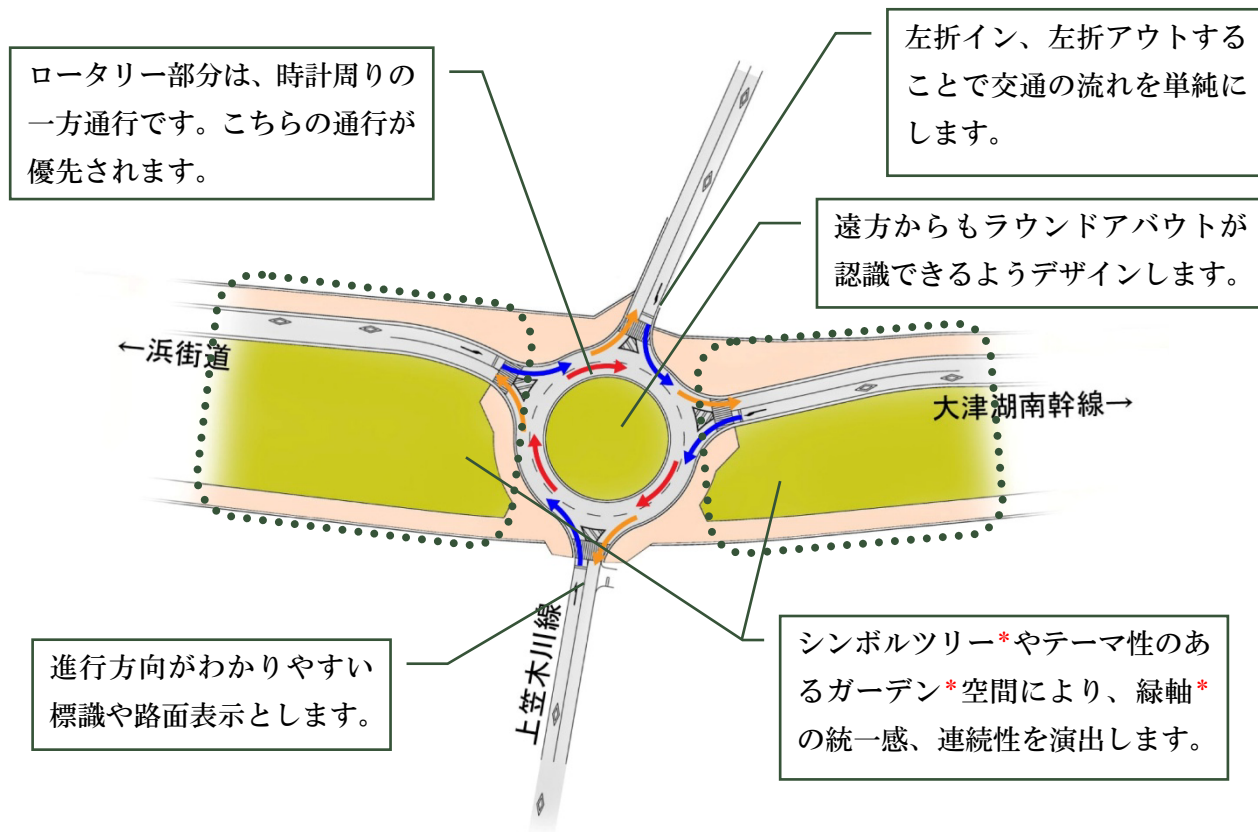 ロータリー部分は、時計周りの
一方通行です。こちらの通行が
優先されます。
左折イン、左折アウトする
ことで交通の流れを単純に
します。
遠方からもラウンドアバウトが
認識できるようデザインします。
←浜街道
大津湖南幹線→
上笠木川線
進行方向がわかりやすい
標識や路面表示とします。
シンボルツリー*やテーマ性のあ
るガーデン*空間により、緑軸*
の統一感、連続性を演出します。